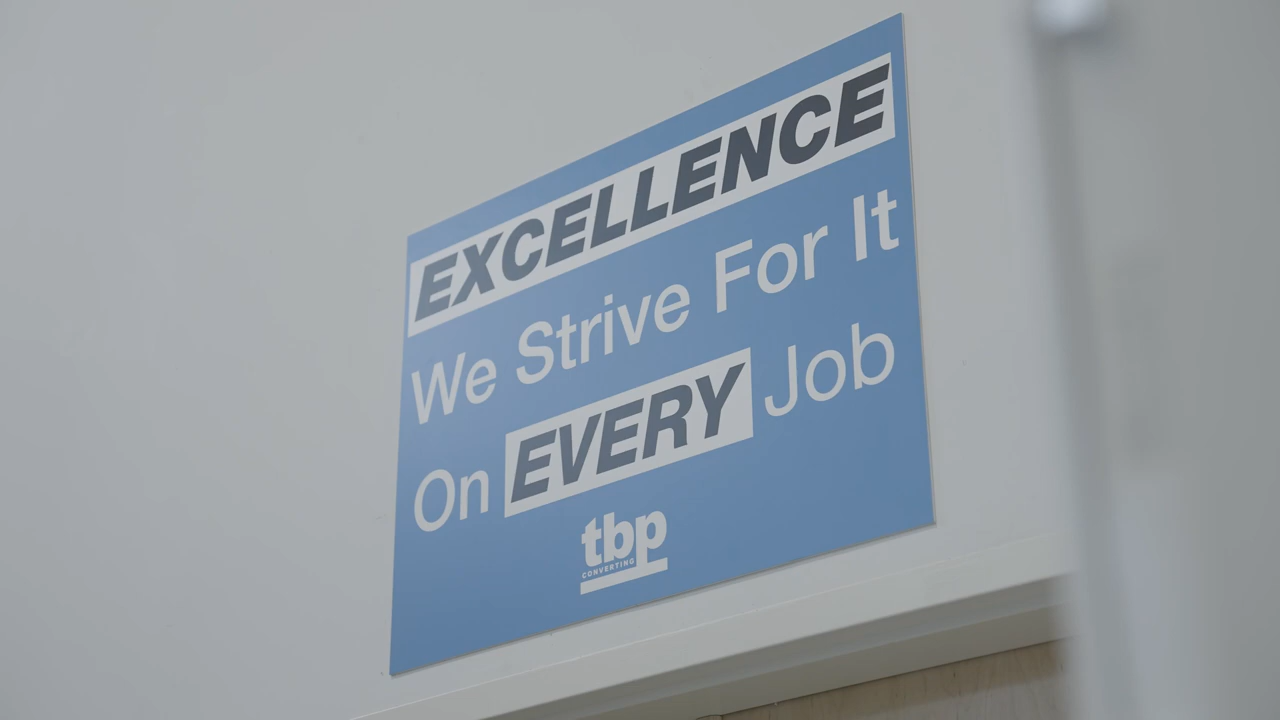 EXCELLENCE
We Strive For It
On EVERY Job
tbp
CONVERTING